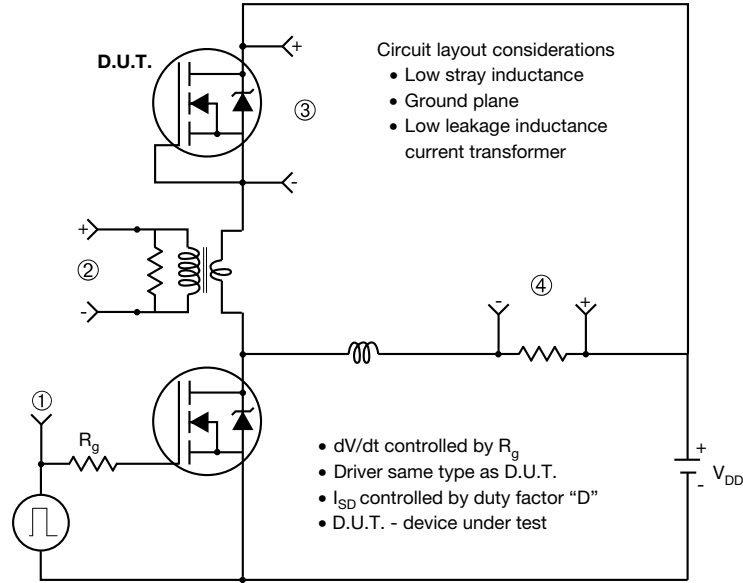 D.U.T.
+
③
-
Circuit layout considerations
• Low stray inductance
• Ground plane
• Low leakage inductance
current transformer
+
②
-
-
④
+
①
R_g
+
V_DD
-
• dV/dt controlled by R_g
• Driver same type as D.U.T.
• I_SD controlled by duty factor “D”
• D.U.T. - device under test